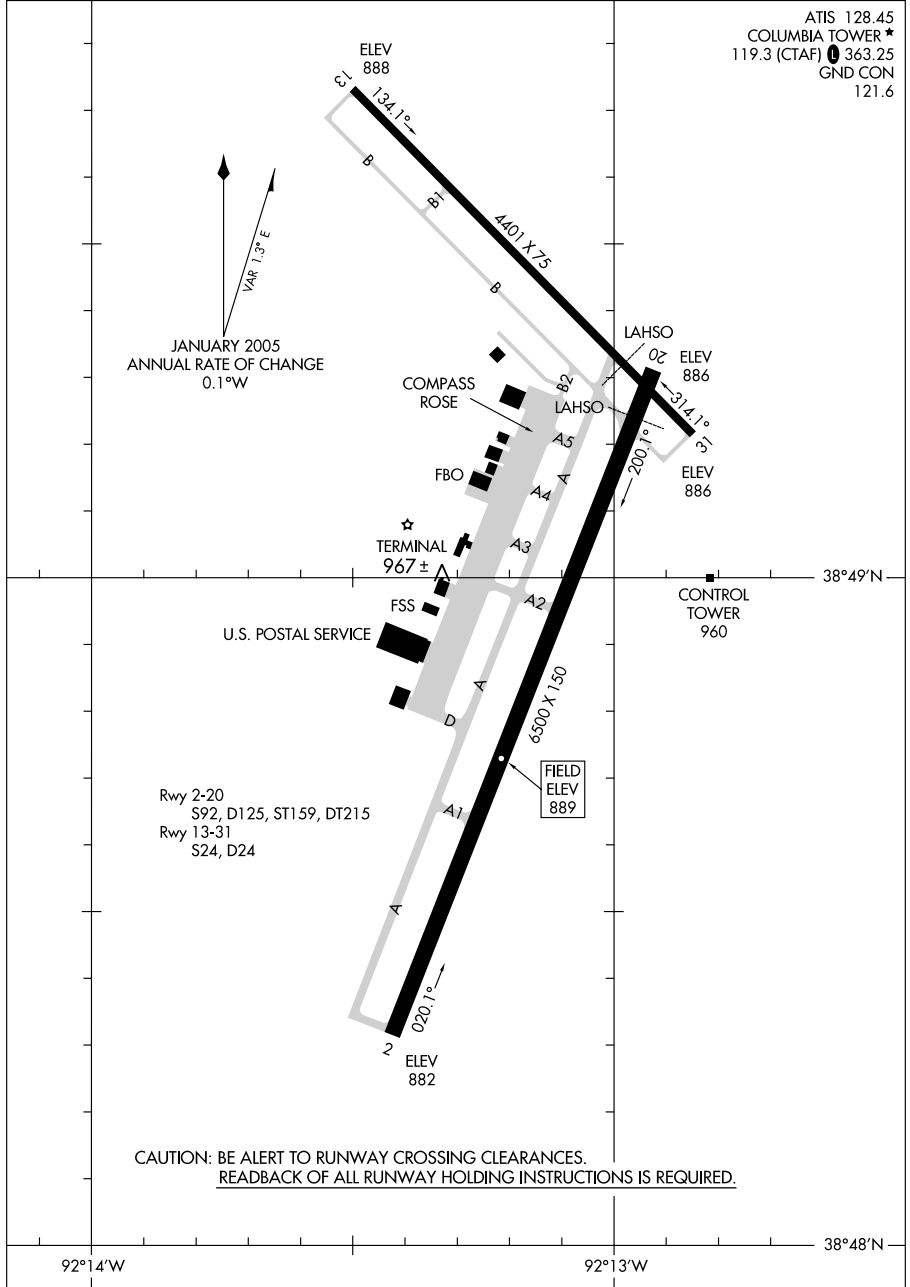 ATIS 128.45
COLUMBIA TOWER ★
119.3 (CTAF) L 363.25
GND CON
121.6
ELEV
888
13
134.1°
B
B1
4401 X 75
VAR 1.3° E
B
JANUARY 2005
ANNUAL RATE OF CHANGE
0.1°W
LAHSO
20
ELEV
886
COMPASS
ROSE
B2
LAHSO
314.1°
31
ELEV
886
200.1°
A5
A
FBO
A4
TERMINAL
967 ±
A3
38°49'N
A2
CONTROL
TOWER
960
FSS
U.S. POSTAL SERVICE
A
6500 X 150
D
FIELD
ELEV
889
Rwy 2-20
S92, D125, ST159, DT215
Rwy 13-31
S24, D24
A1
A
020.1°
2
ELEV
882
CAUTION: BE ALERT TO RUNWAY CROSSING CLEARANCES.
READBACK OF ALL RUNWAY HOLDING INSTRUCTIONS IS REQUIRED.
38°48'N
92°14'W
92°13'W